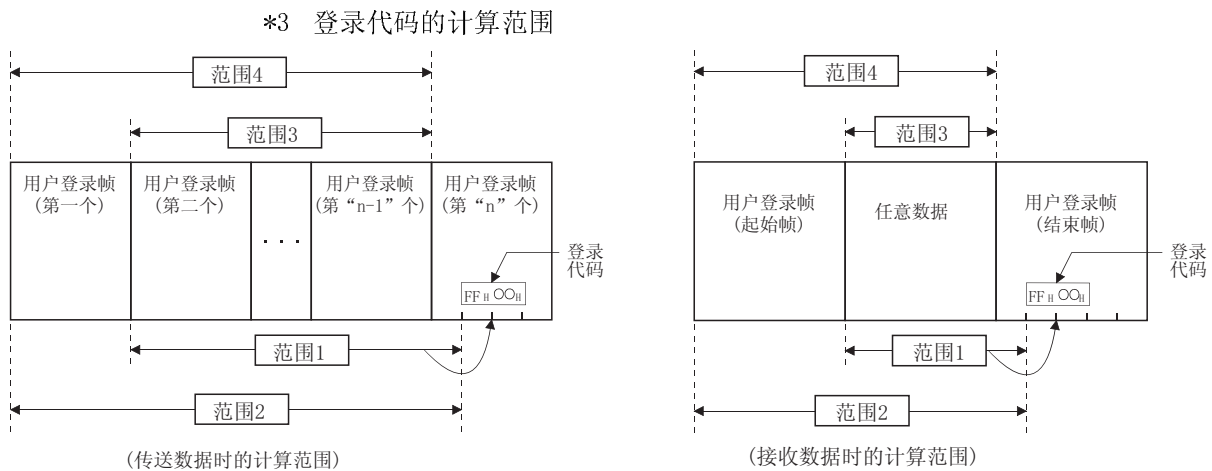 *3 登录代码的计算范围
范围4
范围3
用户登录帧
(第一个)
用户登录帧
(第二个)
...
用户登录帧
(第“n-1”个)
用户登录帧
(第“n”个)
登录
代码
FFH ○○H
范围1
范围2
(传送数据时的计算范围)
范围4
范围3
用户登录帧
(起始帧)
任意数据
用户登录帧
(结束帧)
登录
代码
FFH ○○H
范围1
范围2
(接收数据时的计算范围)